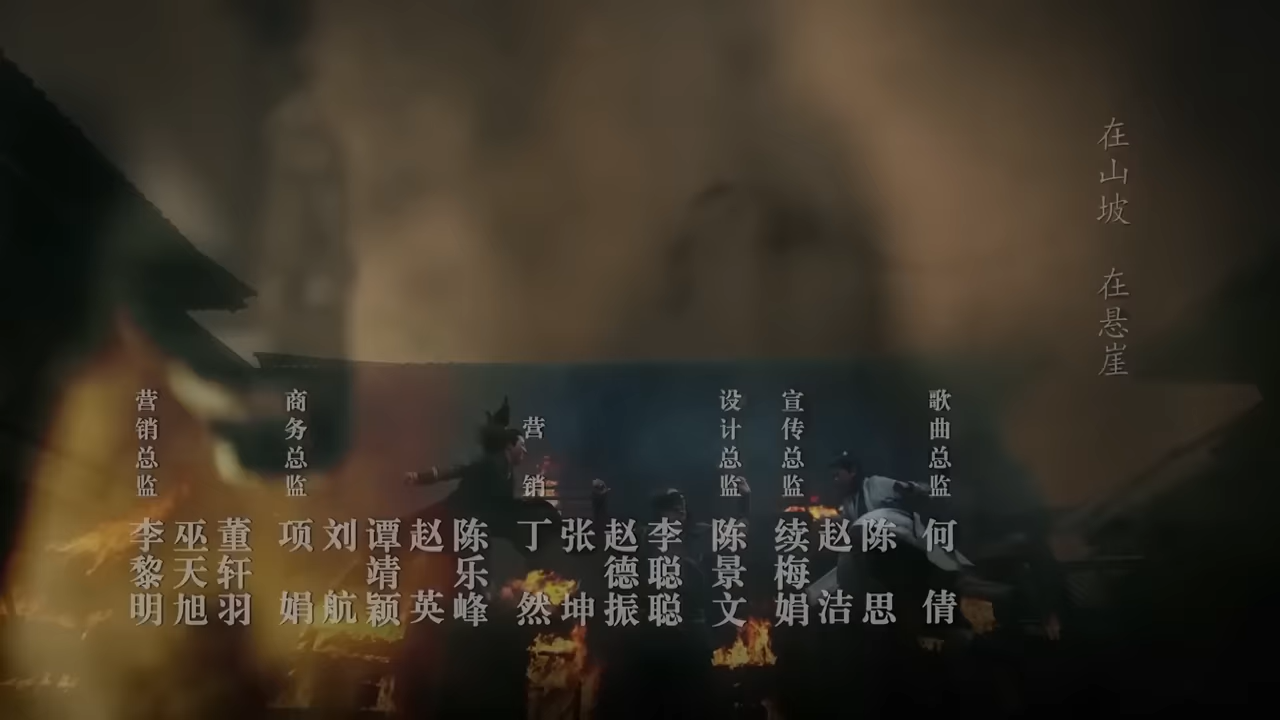 营销总监
李黎明
巫天旭
董轩羽
商务总监
项娟
刘航
谭靖颖
赵英
陈乐峰
营销
丁然
张坤
赵德振
李聪聪
设计总监
陈景文
宣传总监
续梅娟
赵洁
陈思
歌曲总监
何倩
在山坡 在悬崖